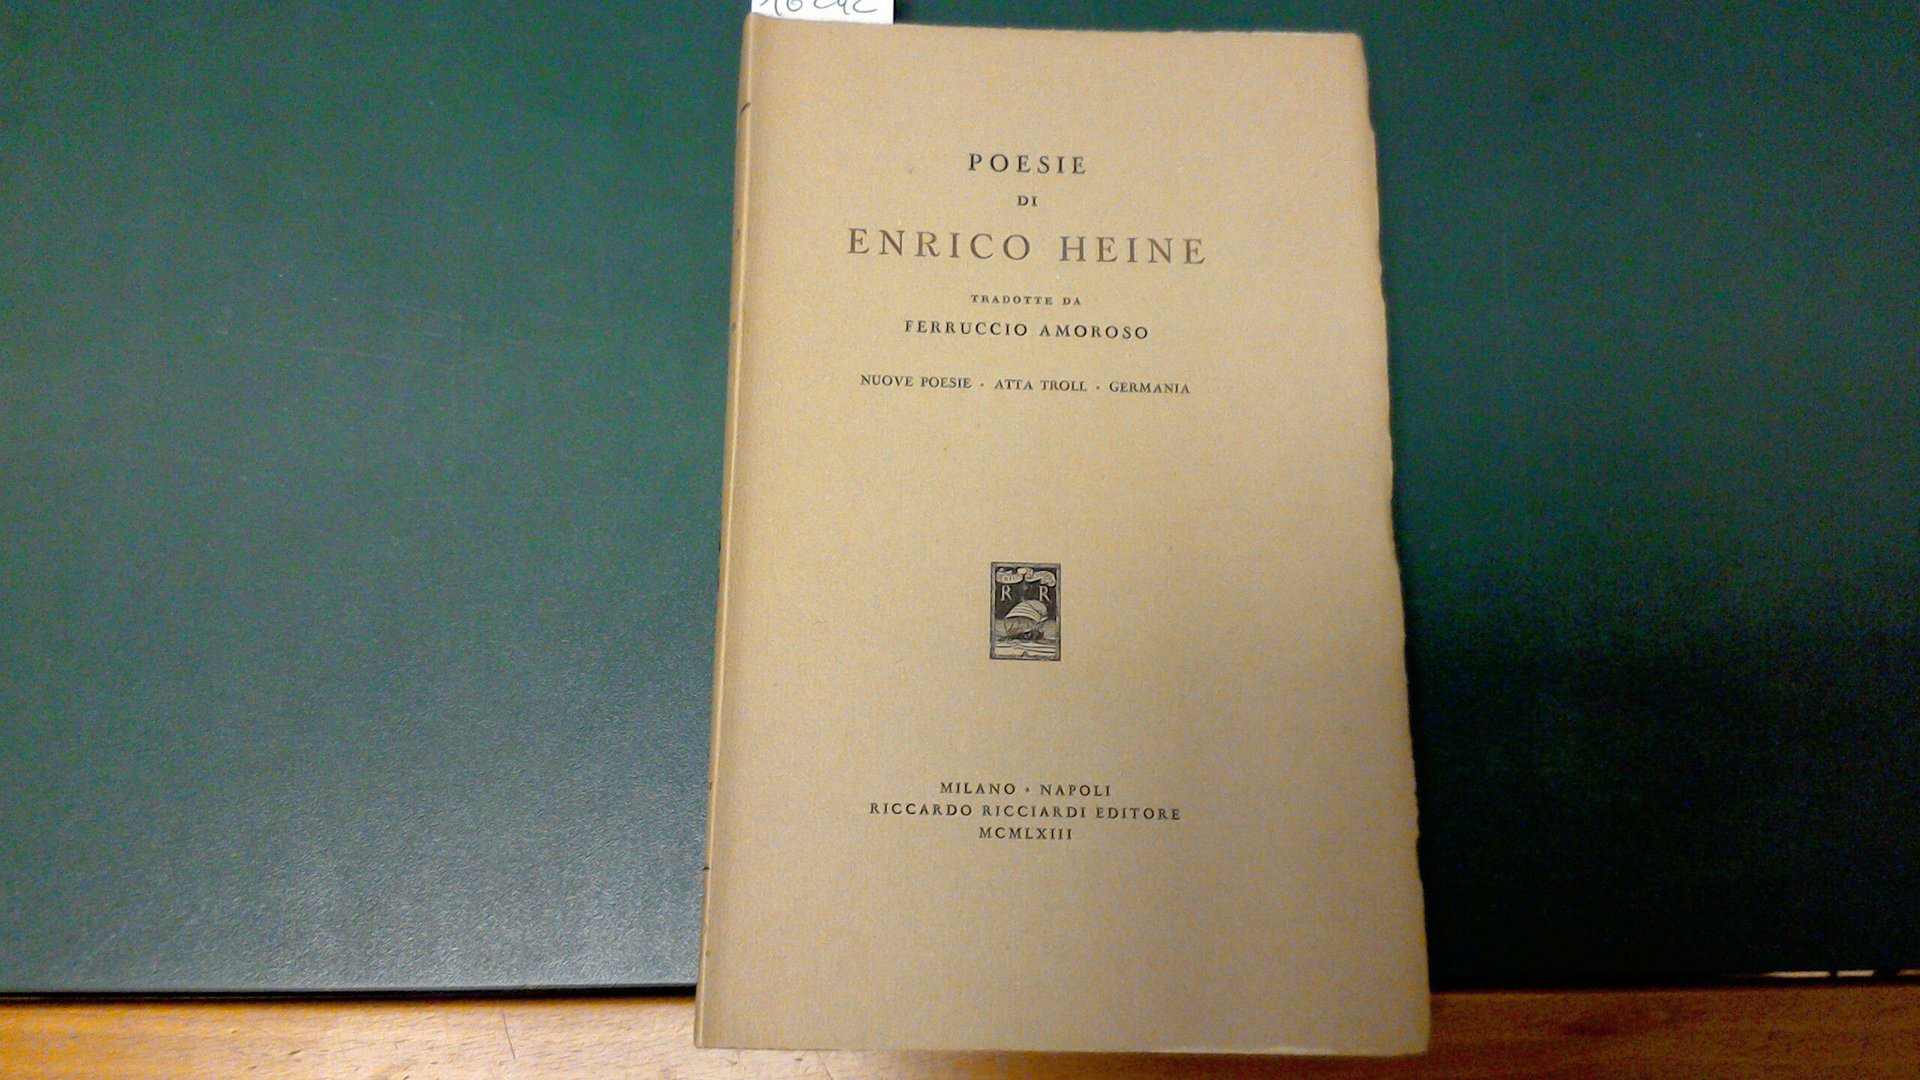 POESIE
DI
ENRICO HEINE
TRADOTTE DA
FERRUCCIO AMOROSO
NUOVE POESIE · ATTA TROLL · GERMANIA
R R
MILANO · NAPOLI
RICCARDO RICCIARDI EDITORE
MCMLXIII